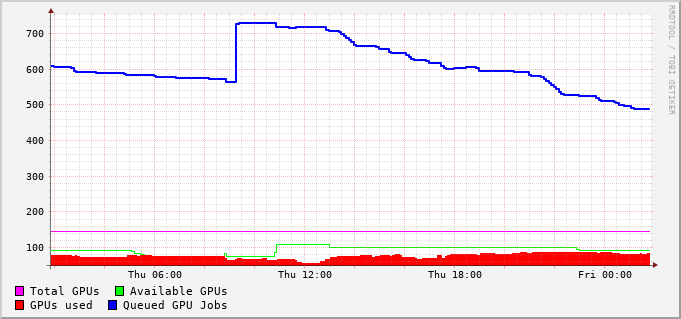 RRDTOOL / TOBI OETIKER
700
600
500
400
300
200
100
Thu 06:00 Thu 12:00 Thu 18:00 Fri 00:00
Total GPUs Available GPUs
GPUs used Queued GPU Jobs